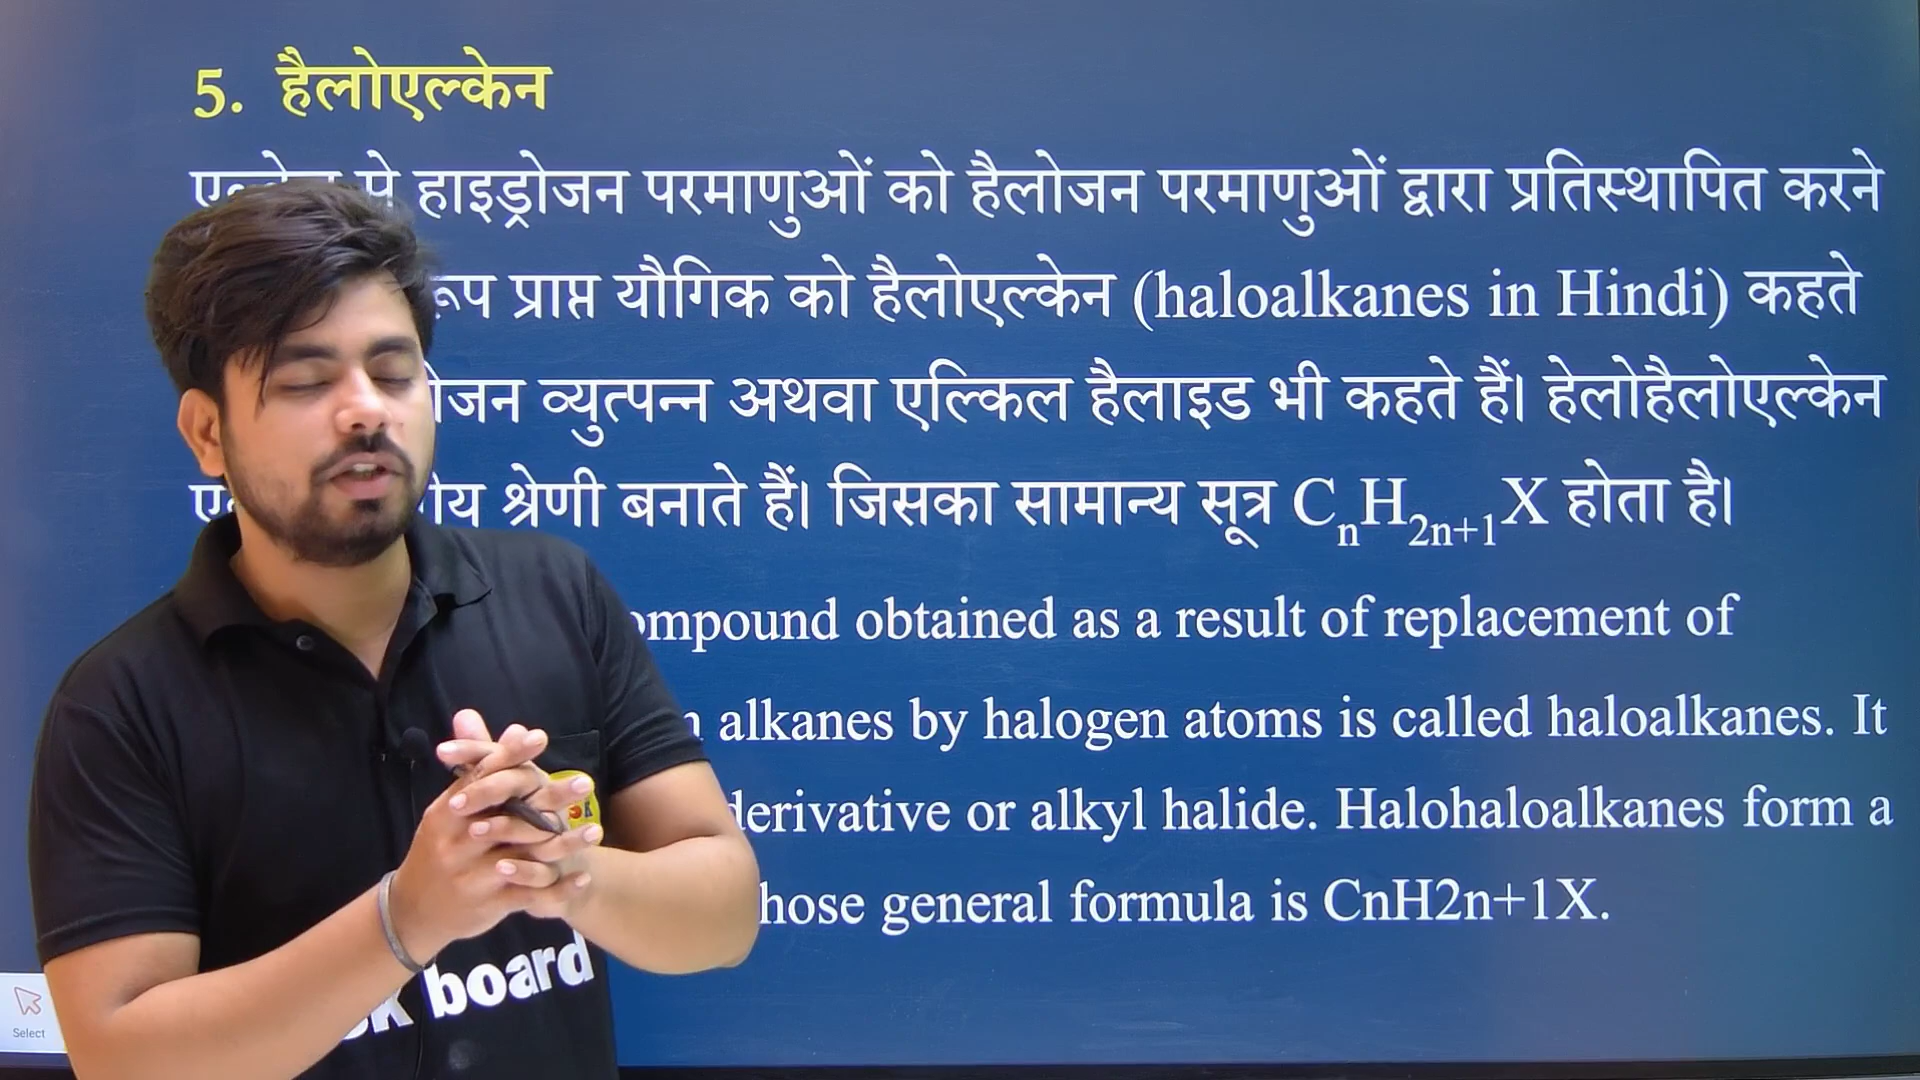 5. हैलोएल्केन
हाइड्रोजन परमाणुओं को हैलोजन परमाणुओं द्वारा प्रतिस्थापित करने
प्राप्त यौगिक को हैलोएल्केन (haloalkanes in Hindi) कहते
व्युत्पन्न अथवा एल्किल हैलाइड भी कहते हैं। हेलोहैलोएल्केन
श्रेणी बनाते हैं। जिसका सामान्य सूत्र CnH2n+1X होता है।
obtained as a result of replacement of
alkanes by halogen atoms is called haloalkanes. It
derivative or alkyl halide. Halohaloalkanes form a
general formula is CnH2n+1X.
board
Select